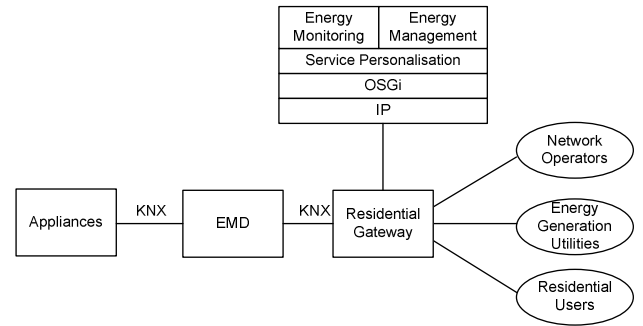 Energy
Monitoring
Energy
Management
Service Personalisation
OSGi
IP
Network
Operators
Appliances
KNX
EMD
KNX
Residential
Gateway
Energy
Generation
Utilities
Residential
Users